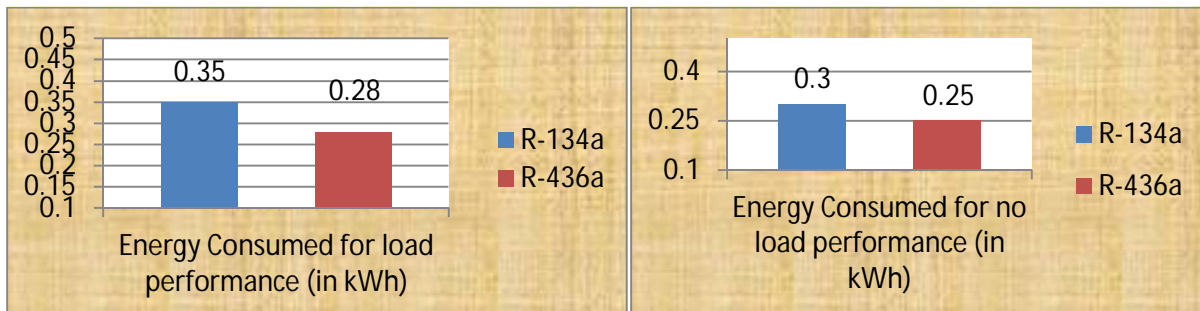 0.5
0.45
0.4
0.35
0.3
0.25
0.2
0.15
0.1
0.35
0.28
R-134a
R-436a
Energy Consumed for load
performance (in kWh)
0.4
0.25
0.1
0.3
0.25
R-134a
R-436a
Energy Consumed for no
load performance (in
kWh)